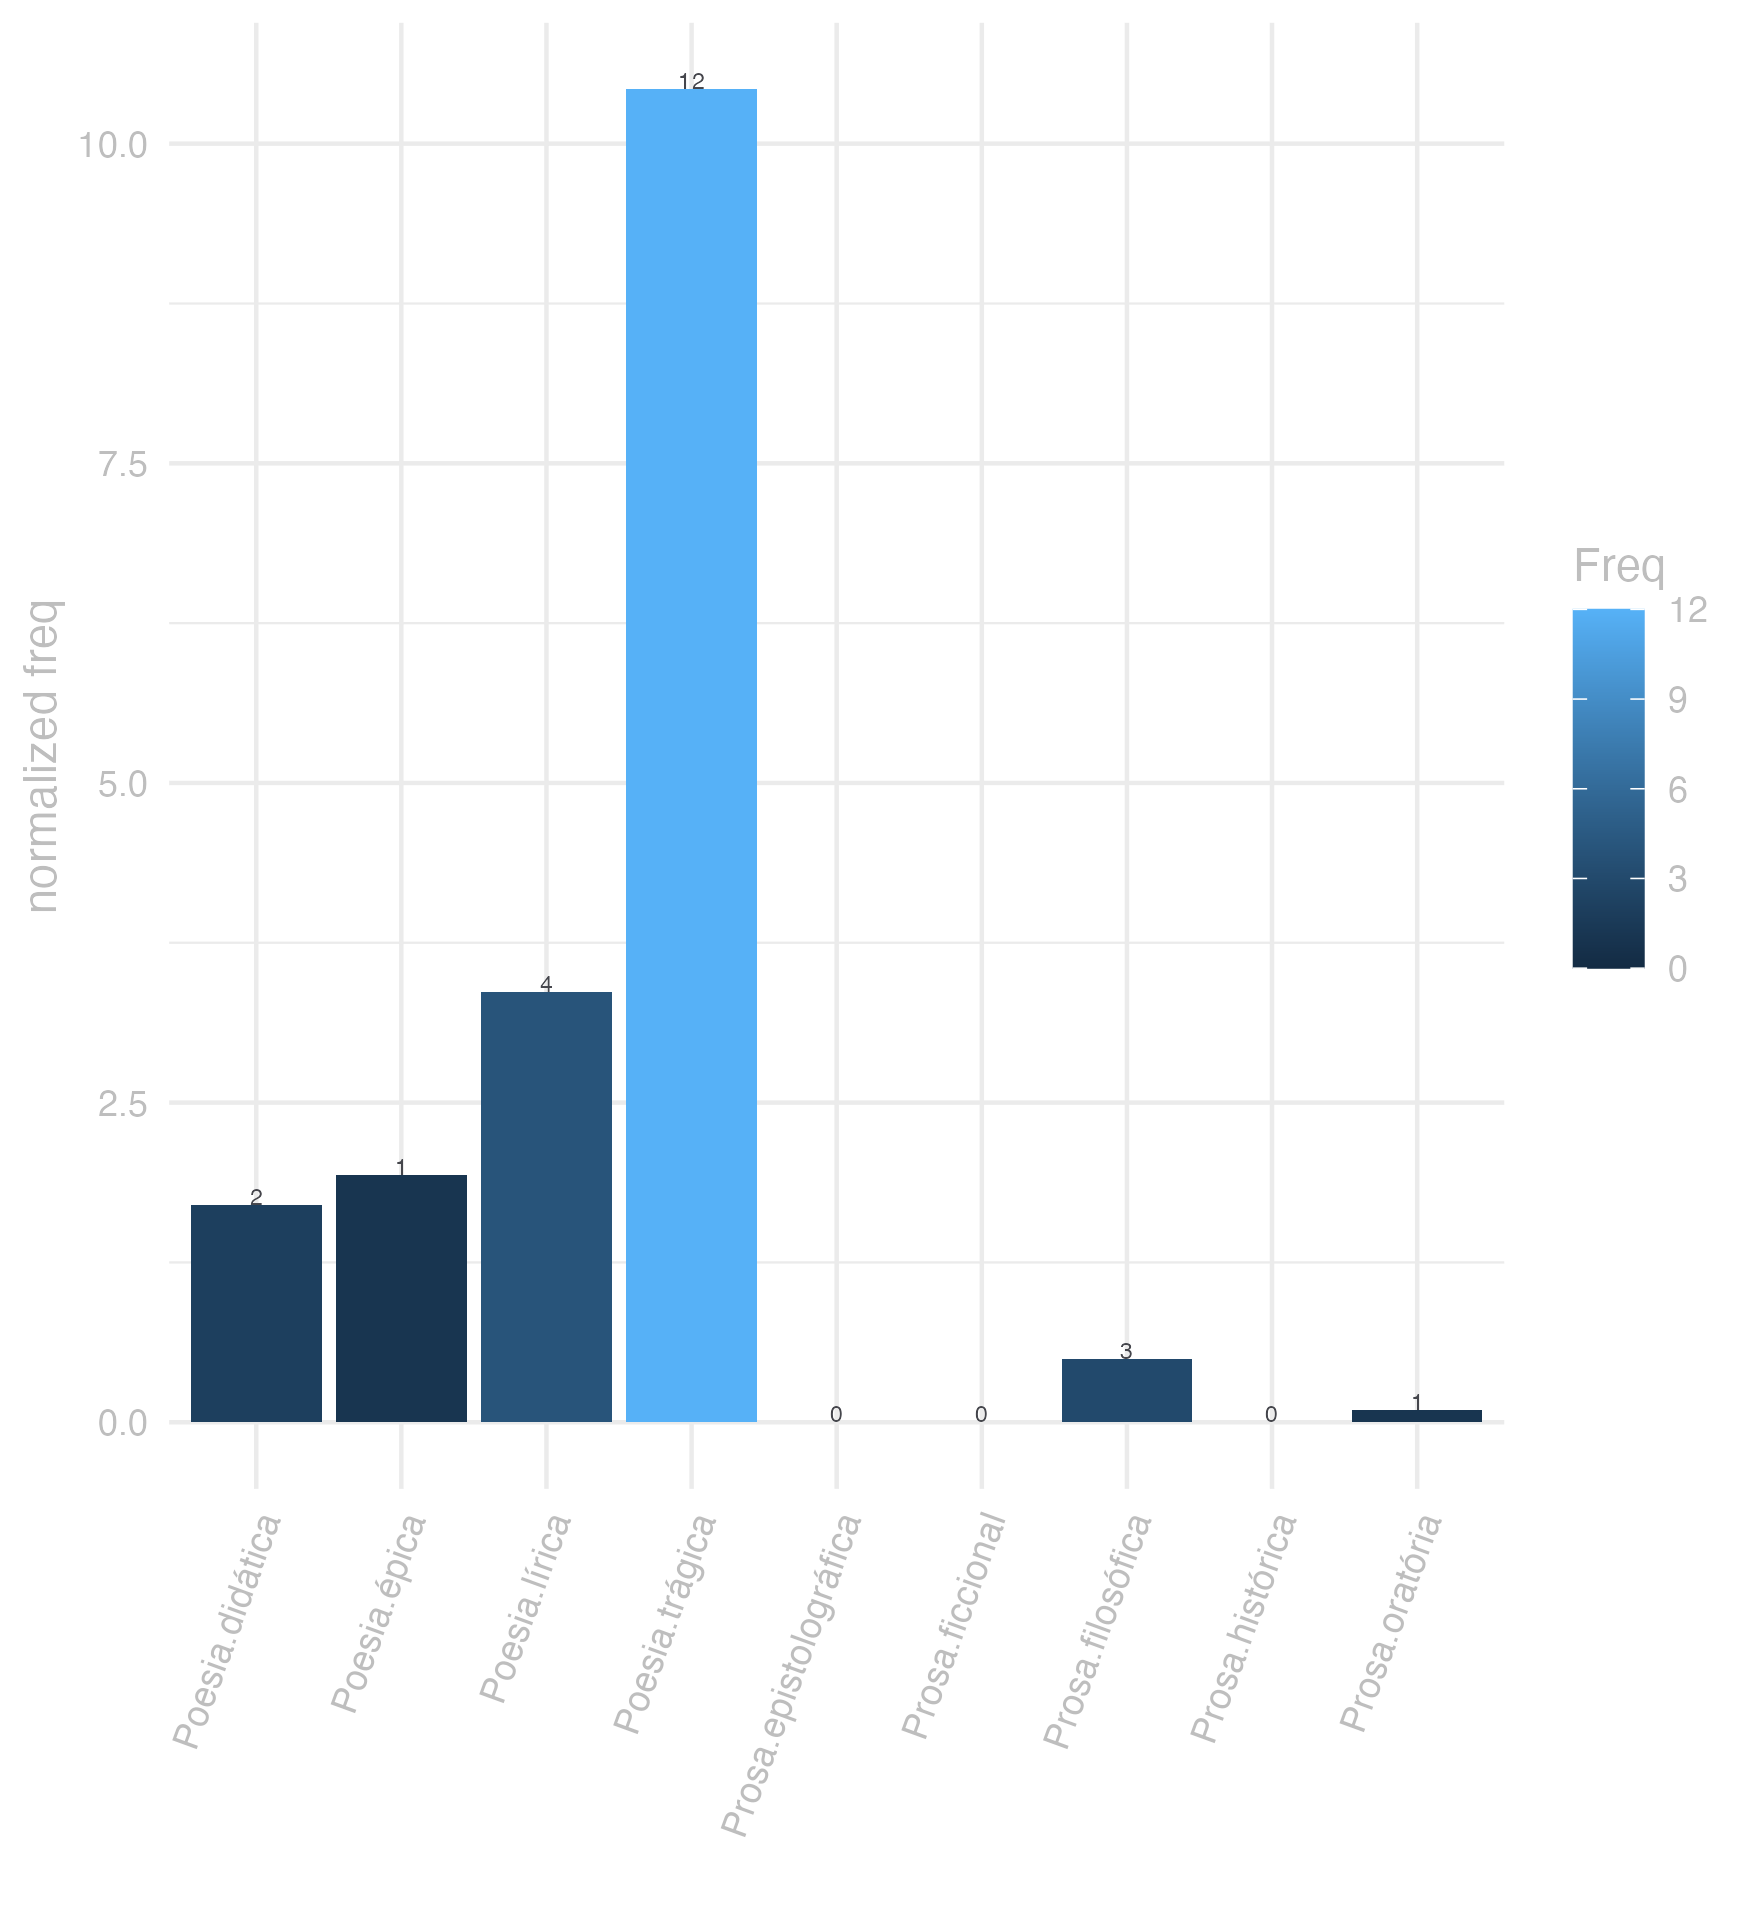 normalized freq
10.0
7.5
5.0
2.5
0.0
2
1
4
12
0
0
3
0
1
Poesia.didática
Poesia.épica
Poesia.lírica
Poesia.trágica
Prosa.epistolográfica
Prosa.ficcional
Prosa.filosófica
Prosa.histórica
Prosa.oratória
Freq
12
9
6
3
0